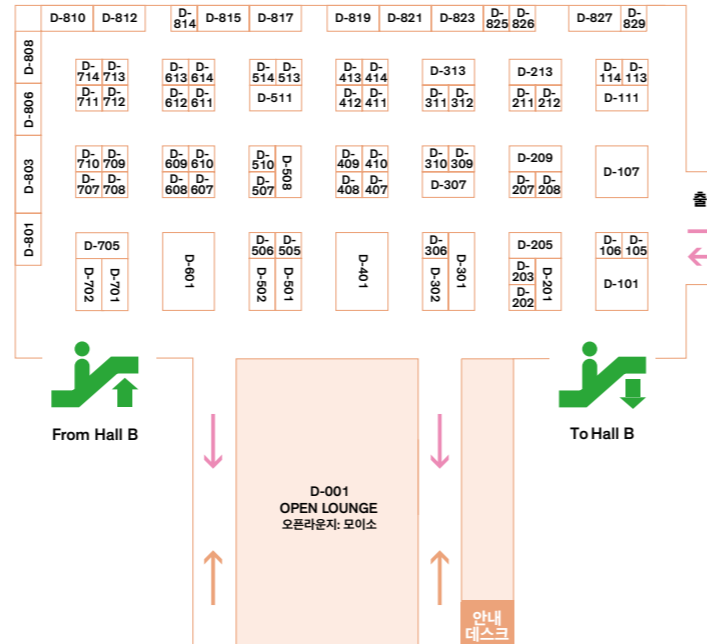 D-810 D-812 D-814 D-815 D-817 D-819 D-821 D-823 D-825 D-826 D-827 D-829
D-808
D-806
D-803
D-801
D-714 D-713 D-613 D-614 D-514 D-513 D-413 D-414 D-313 D-213 D-114 D-113
D-711 D-712 D-612 D-611 D-511 D-412 D-411 D-311 D-312 D-211 D-212 D-111
D-710 D-709 D-609 D-610 D-510 D-508 D-409 D-410 D-310 D-309 D-209 D-107
D-707 D-708 D-608 D-607 D-507 D-408 D-407 D-307 D-207 D-208
출
D-705 D-601 D-506 D-505 D-401 D-306 D-301 D-205 D-106 D-105
D-702 D-701 D-502 D-501 D-302 D-203 D-201 D-101
D-202
From Hall B
To Hall B
D-001
OPEN LOUNGE
오픈라운지: 모이소
안내
데스크